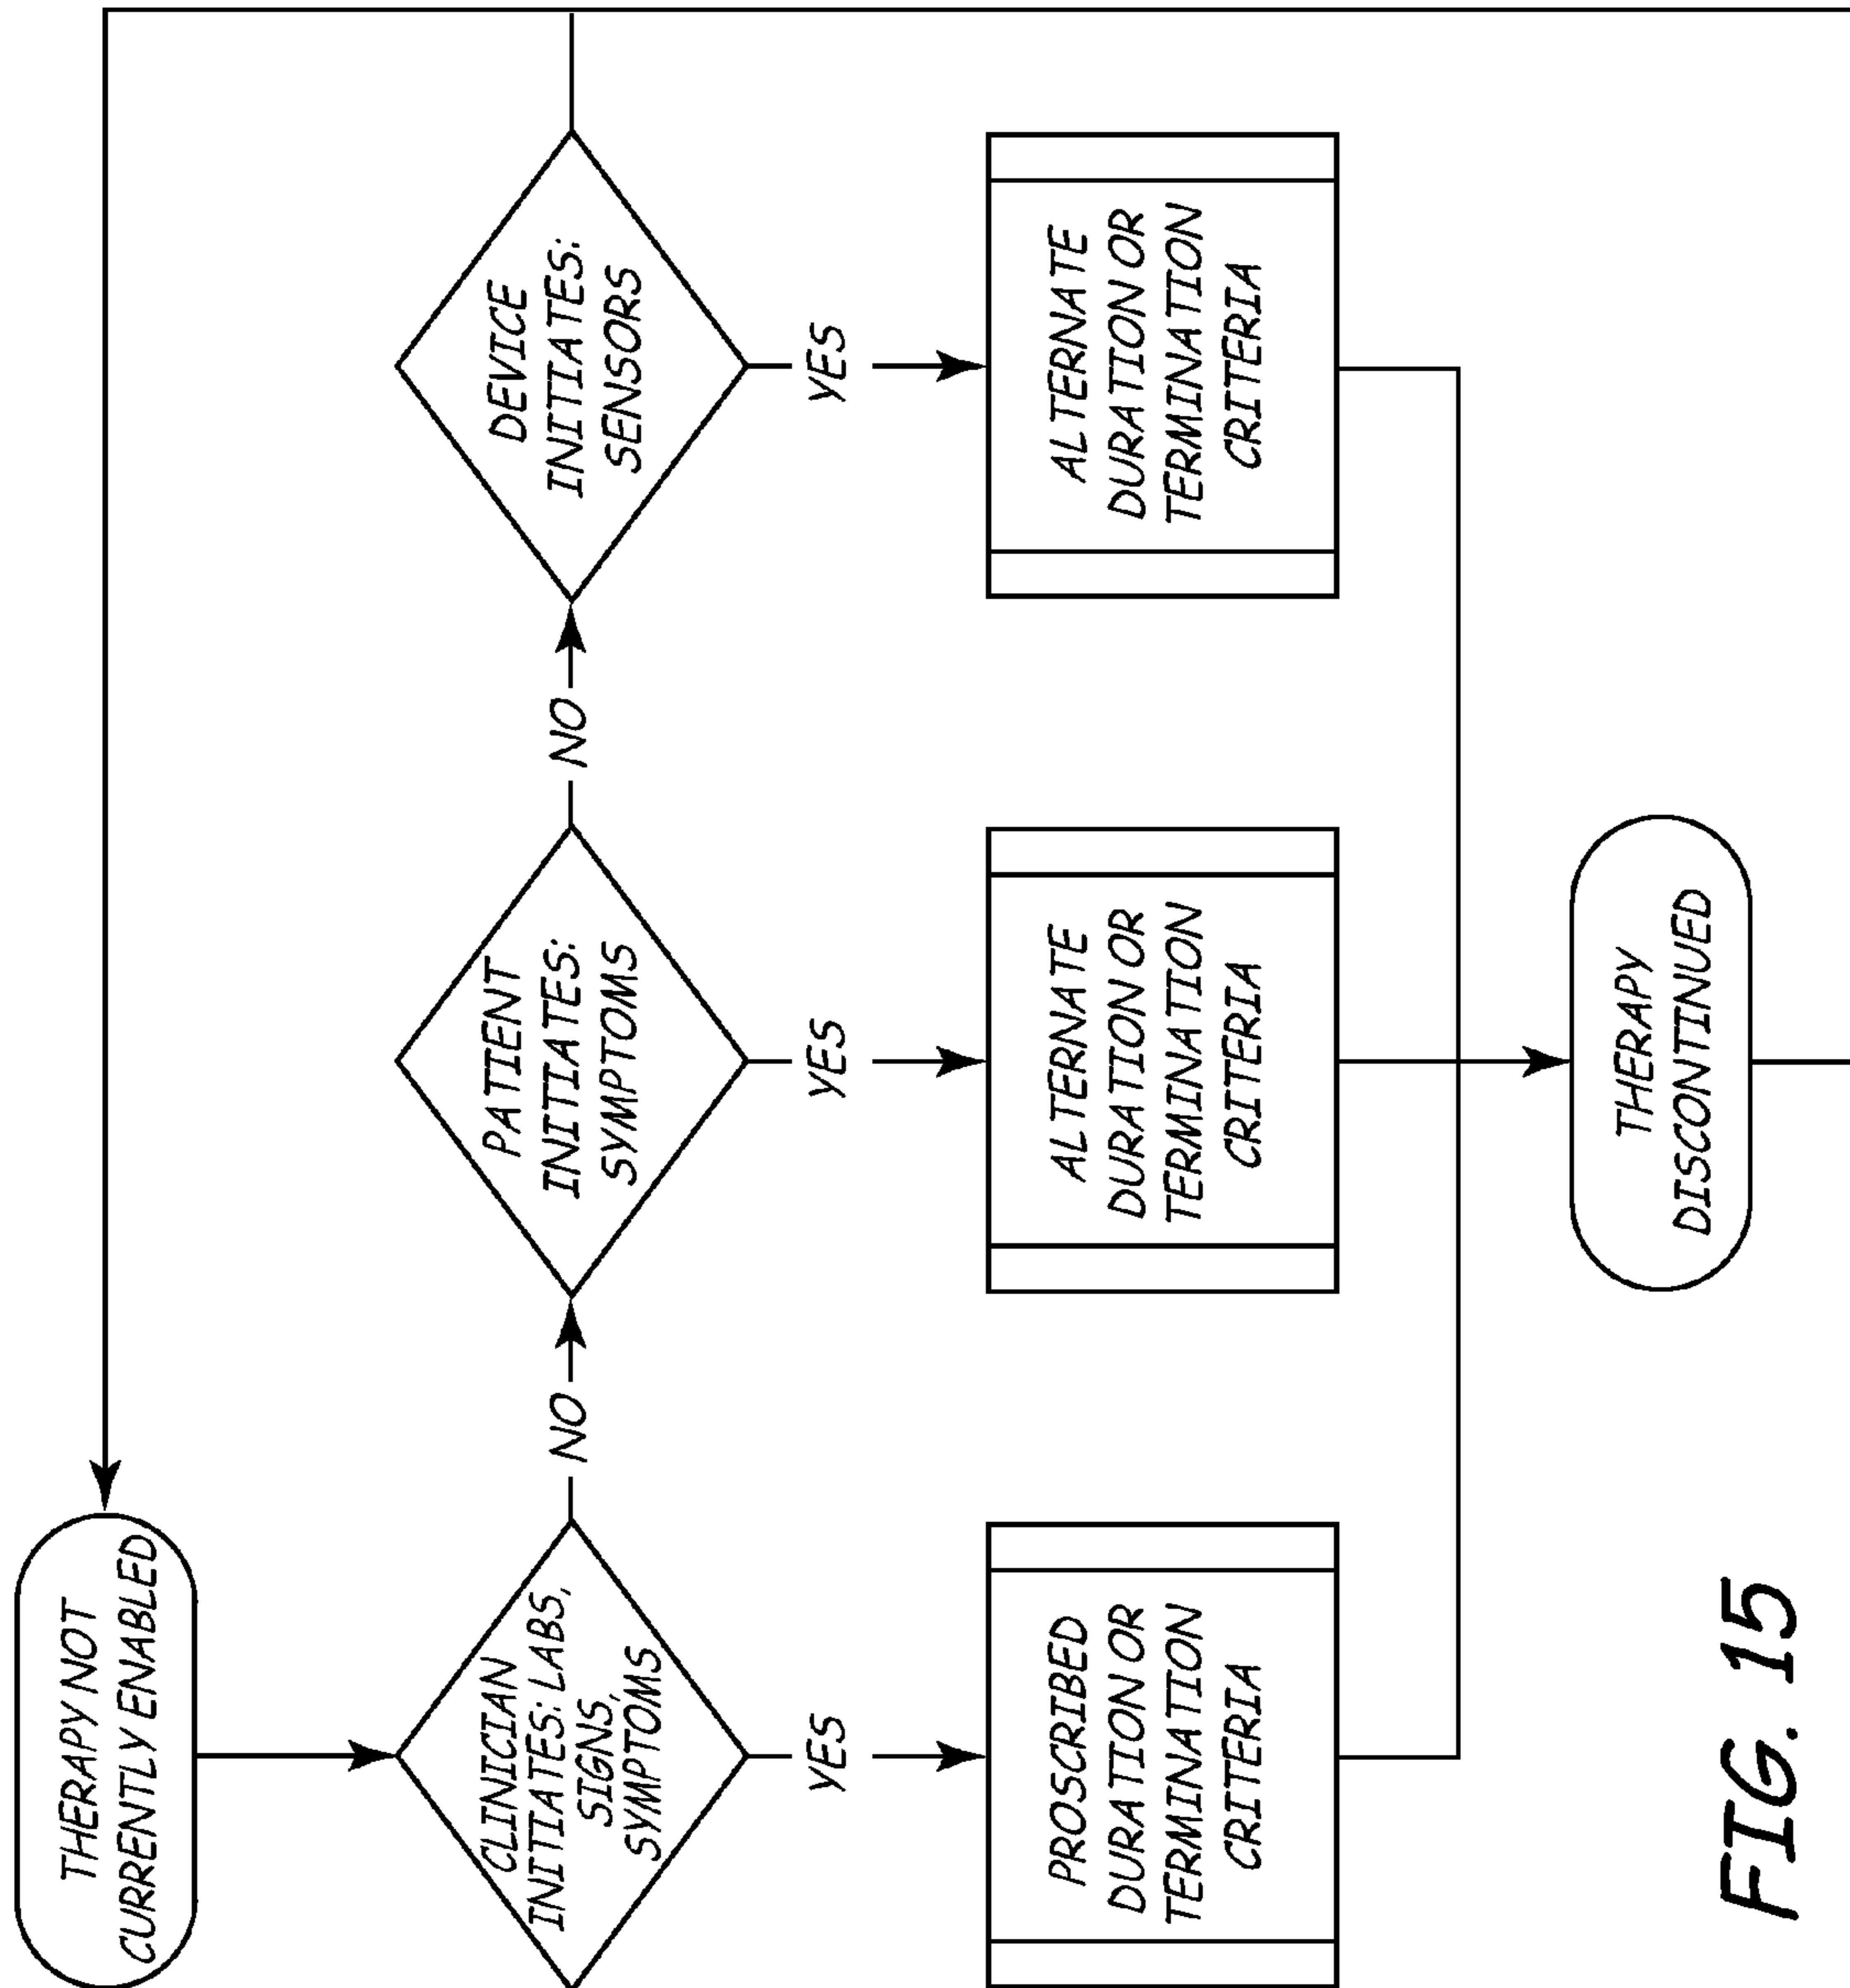 THERAPY NOT
CURRENTLY ENABLED
CLINICIAN
INITIATES: LABS,
SIGNS,
SYMPTOMS
NO
PATIENT
INITIATES:
SYMPTOMS
NO
DEVICE
INITIATES:
SENSORS
YES
YES
YES
PROSCRIBED
DURATION OR
TERMINATION
CRITERIA
ALTERNATE
DURATION OR
TERMINATION
CRITERIA
ALTERNATE
DURATION OR
TERMINATION
CRITERIA
THERAPY
DISCONTINUED
FIG. 15